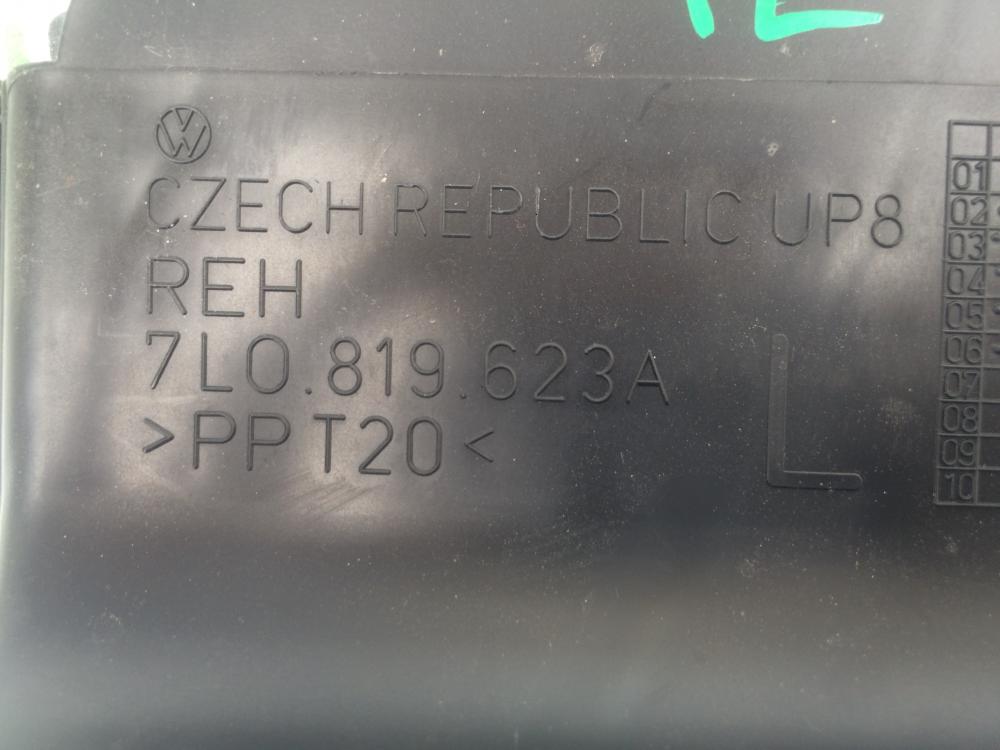 CZECH REPUBLIC UP8
REH
7L0.819.623A
>PP T20<
L
01
02
03
04
05
06
07
08
09
10